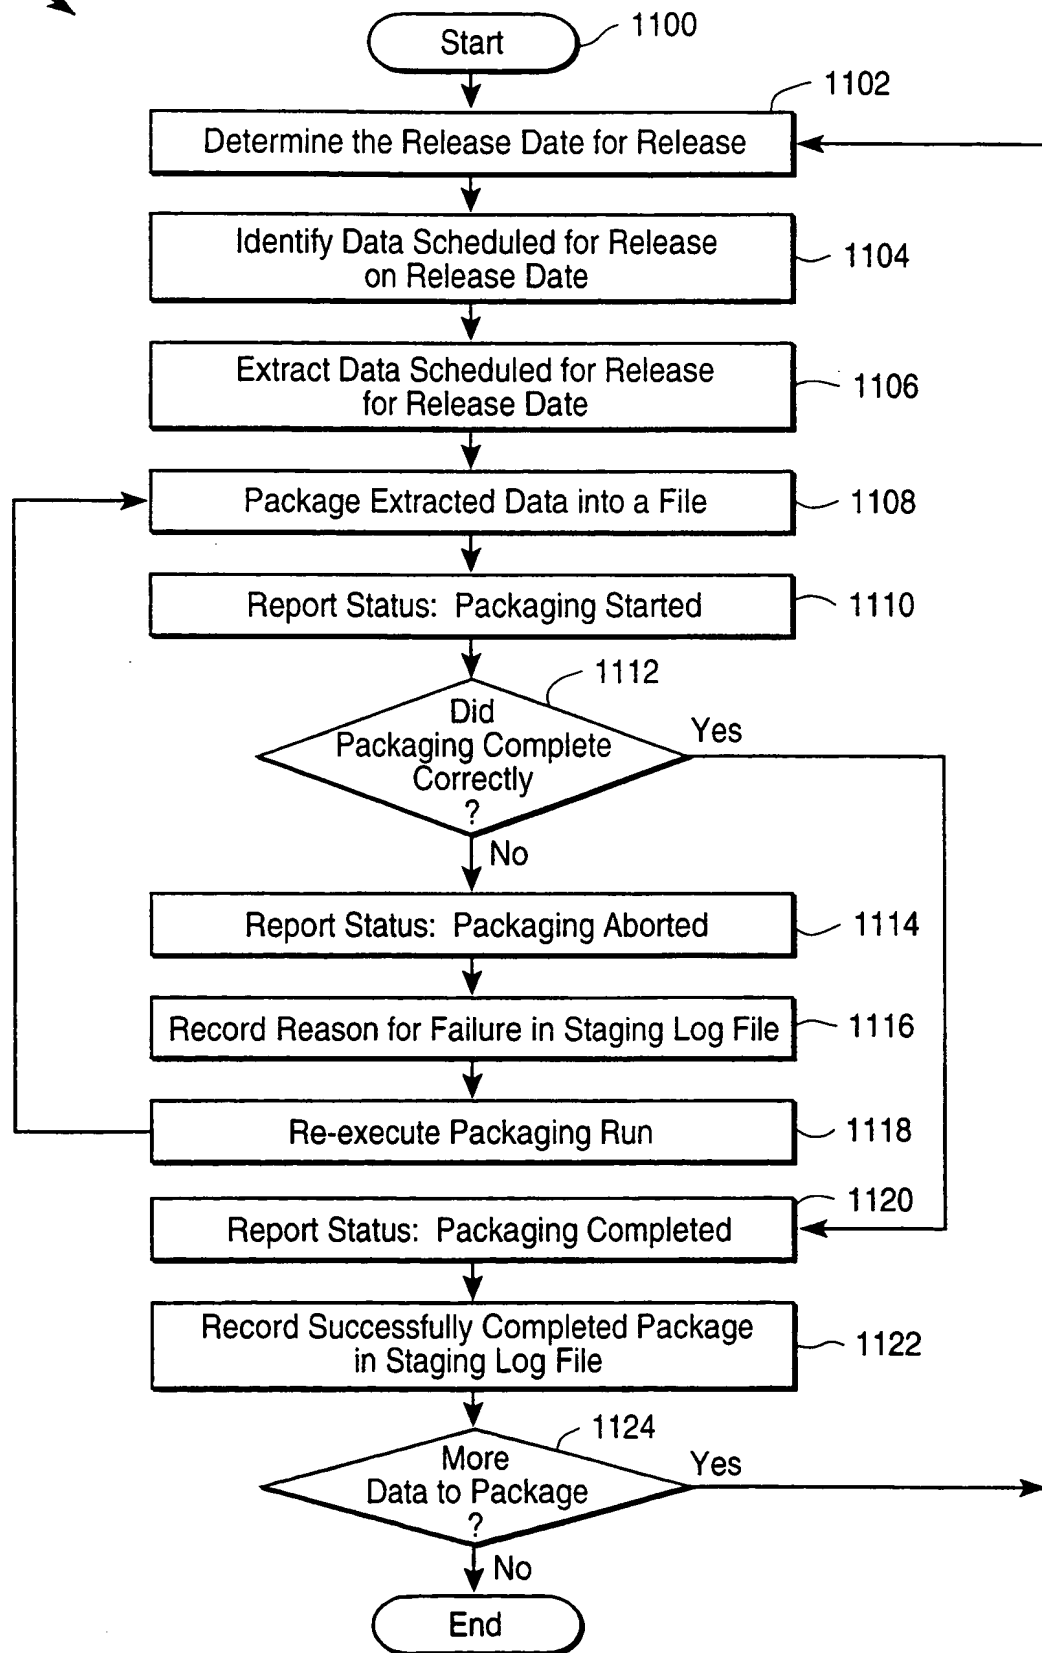 Start
1100
1102
Determine the Release Date for Release
Identify Data Scheduled for Release
on Release Date
1104
Extract Data Scheduled for Release
for Release Date
1106
Package Extracted Data into a File
1108
Report Status: Packaging Started
1110
1112
Did
Packaging Complete
Correctly
?
Yes
No
Report Status: Packaging Aborted
1114
Record Reason for Failure in Staging Log File
1116
Re-execute Packaging Run
1118
1120
Report Status: Packaging Completed
Record Successfully Completed Package
in Staging Log File
1122
1124
More
Data to Package
?
Yes
No
End